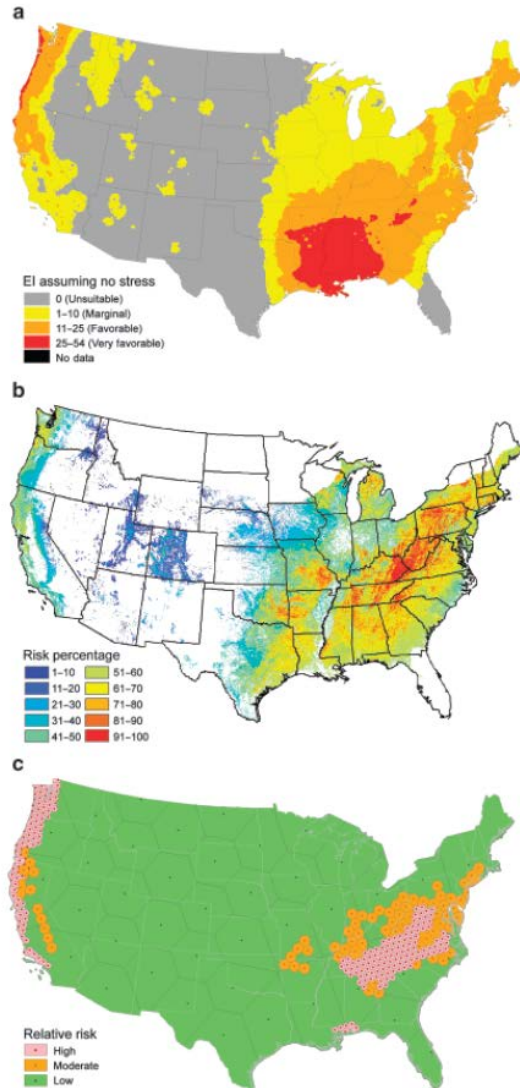 a
EI assuming no stress
0 (Unsuitable)
1–10 (Marginal)
11–25 (Favorable)
25–54 (Very favorable)
No data
b
Risk percentage
1–10
11–20
21–30
31–40
41–50
51–60
61–70
71–80
81–90
91–100
c
Relative risk
High
Moderate
Low